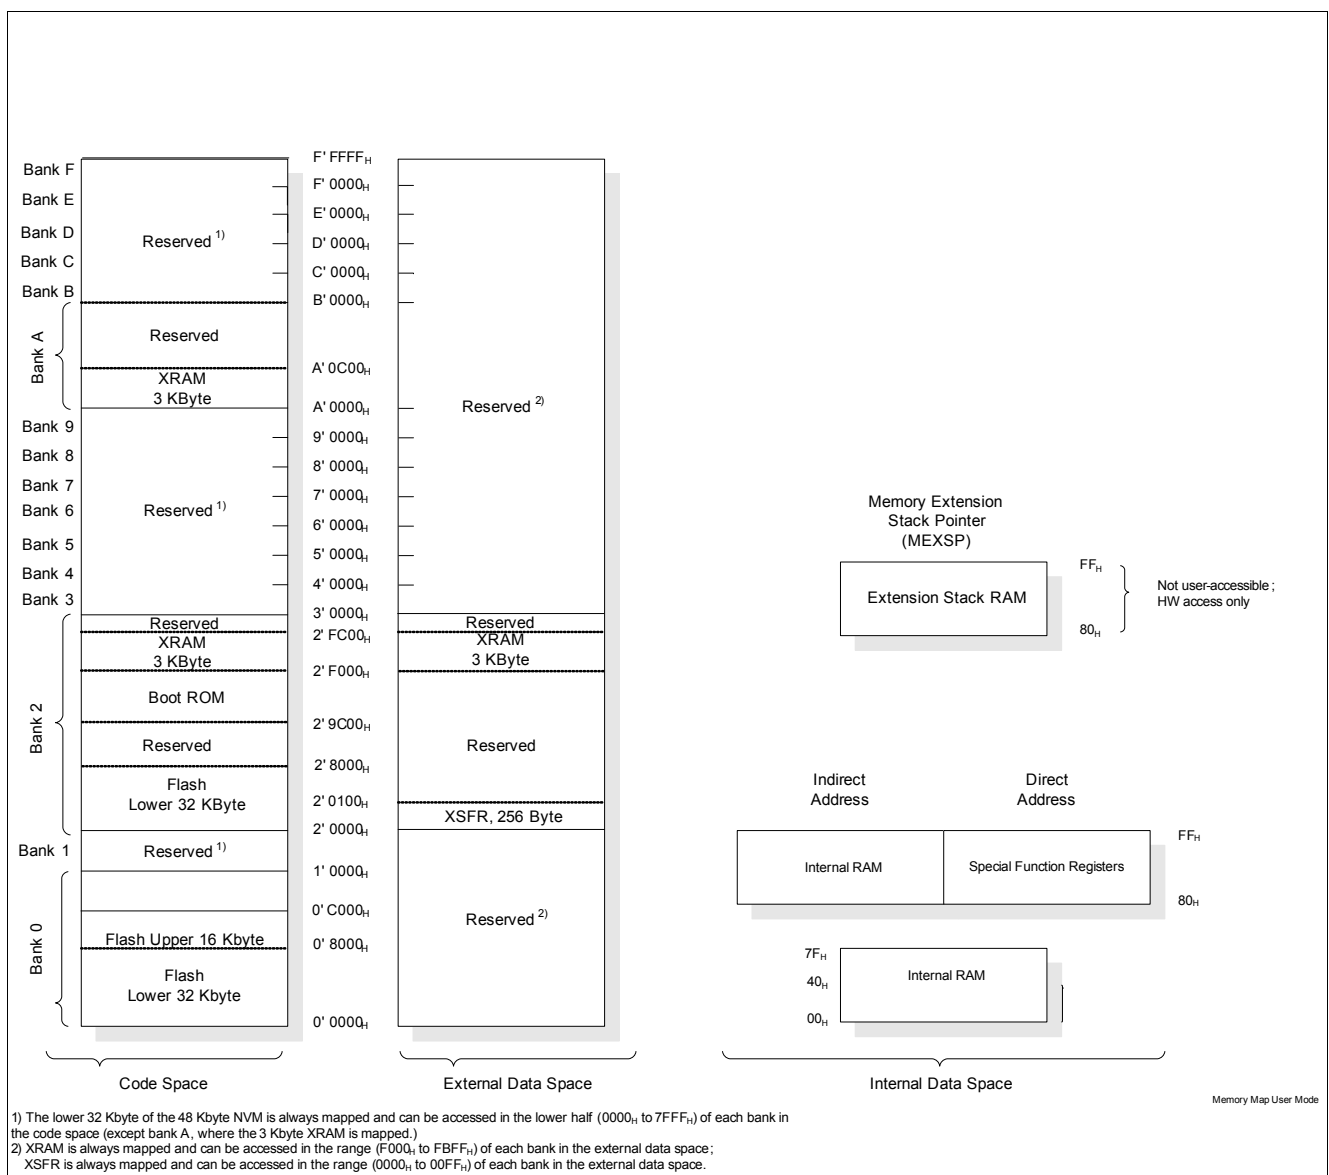 Bank F
Bank E
Bank D
Bank C
Bank B
Bank A
Bank 9
Bank 8
Bank 7
Bank 6
Bank 5
Bank 4
Bank 3
Bank 2
Bank 1
Bank 0
Reserved 1)
Reserved
XRAM
3 KByte
Reserved 1)
Reserved
XRAM
3 KByte
Boot ROM
Reserved
Flash
Lower 32 KByte
Reserved 1)
Flash Upper 16 Kbyte
Flash
Lower 32 Kbyte
Code Space
F' FFFFH
F' 0000H
E' 0000H
D' 0000H
C' 0000H
B' 0000H
A' 0C00H
A' 0000H
9' 0000H
8' 0000H
7' 0000H
6' 0000H
5' 0000H
4' 0000H
3' 0000H
2' FC00H
2' F000H
2' 9C00H
2' 8000H
2' 0100H
2' 0000H
1' 0000H
0' C000H
0' 8000H
0' 0000H
Reserved 2)
Reserved
XRAM
3 KByte
Reserved
XSFR, 256 Byte
Reserved 2)
External Data Space
Memory Extension
Stack Pointer
(MEXSP)
Extension Stack RAM
FFH
80H
Not user-accessible;
HW access only
Indirect
Address
Direct
Address
Internal RAM
Special Function Registers
FFH
80H
7FH
40H
00H
Internal RAM
Internal Data Space
Memory Map User Mode
1) The lower 32 Kbyte of the 48 Kbyte NVM is always mapped and can be accessed in the lower half (0000H to 7FFFH) of each bank in
the code space (except bank A, where the 3 Kbyte XRAM is mapped.)
2) XRAM is always mapped and can be accessed in the range (F000H to FBFFH) of each bank in the external data space;
XSFR is always mapped and can be accessed in the range (0000H to 00FFH) of each bank in the external data space.